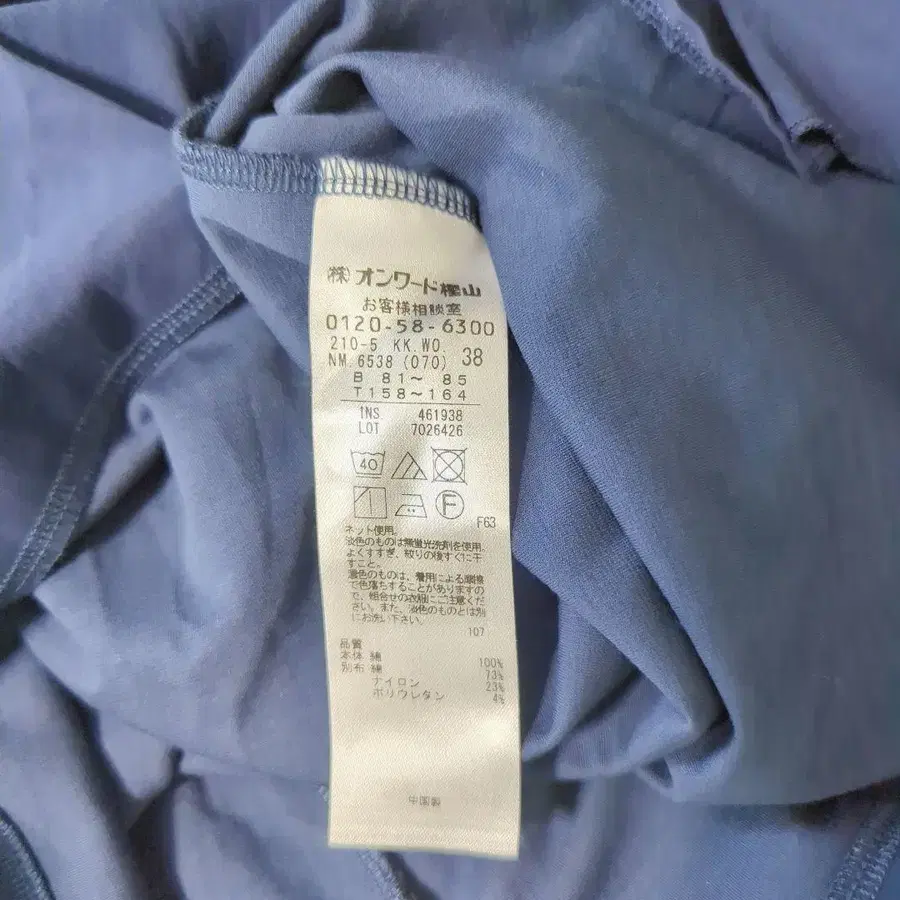 ㈱オンワード樫山
お客様相談室
0120-58-6300
210-5 KK.WO.
NM.6538 (070) 38
B 81～ 85
T158～164
INS 461938
LOT 7026426
40
F
F63
ネット使用。
淡色のものは無蛍光洗剤を使用。
よくすすぎ、絞りの後すぐに干
すこと。
濃色のものは、着用による摩擦
で色落ちすることがありますの
で、組合せの衣服にご注意くだ
さい。また、淡色のものとは別
にお洗い下さい。
107
品質
本体 綿 100%
別布 綿 73%
ナイロン 23%
ポリウレタン 4%
中国製